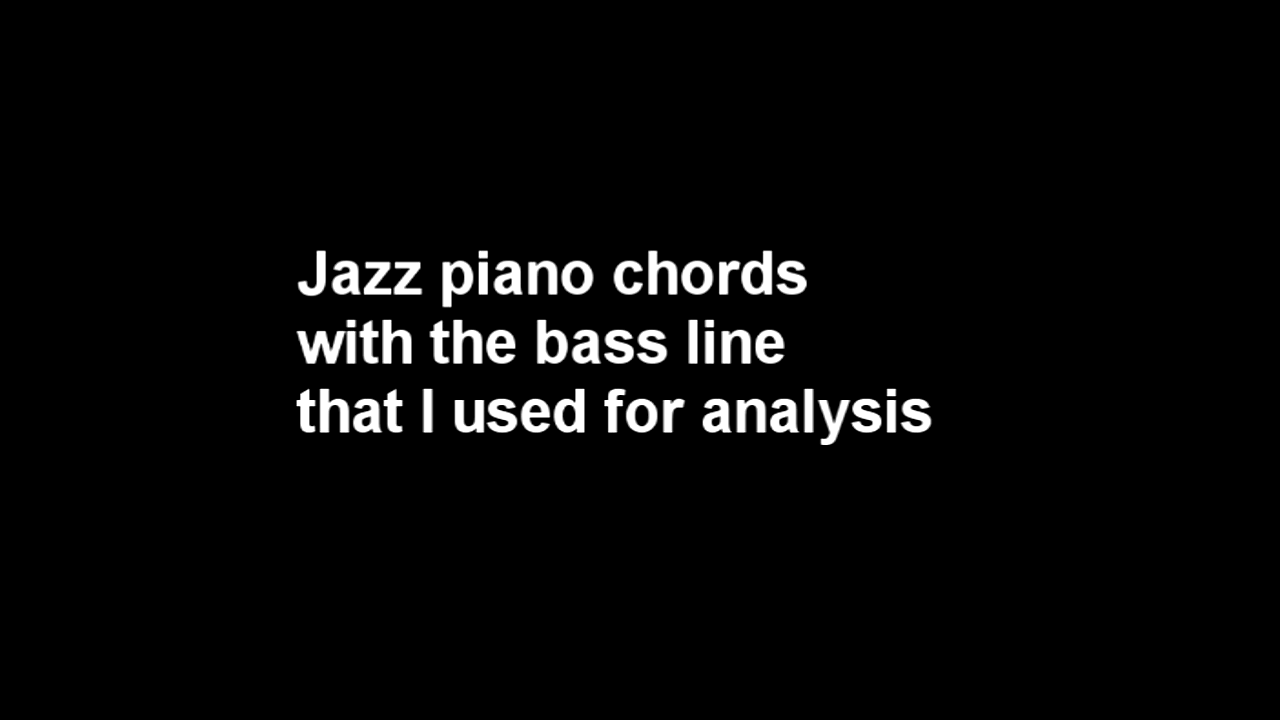 Jazz piano chords
with the bass line
that I used for analysis